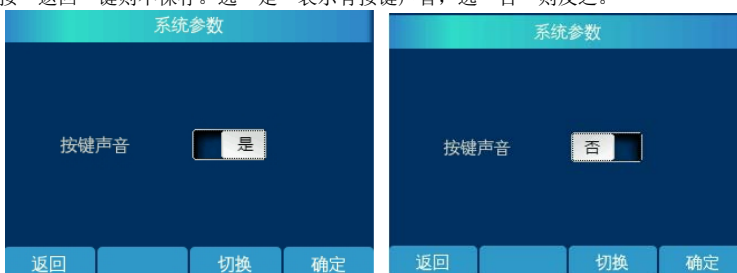 按“返回”键则不保存。选“是”表示有按键声音，选“否”则反之。
系统参数
按键声音 是
返回 切换 确定
系统参数
按键声音 否
返回 切换 确定